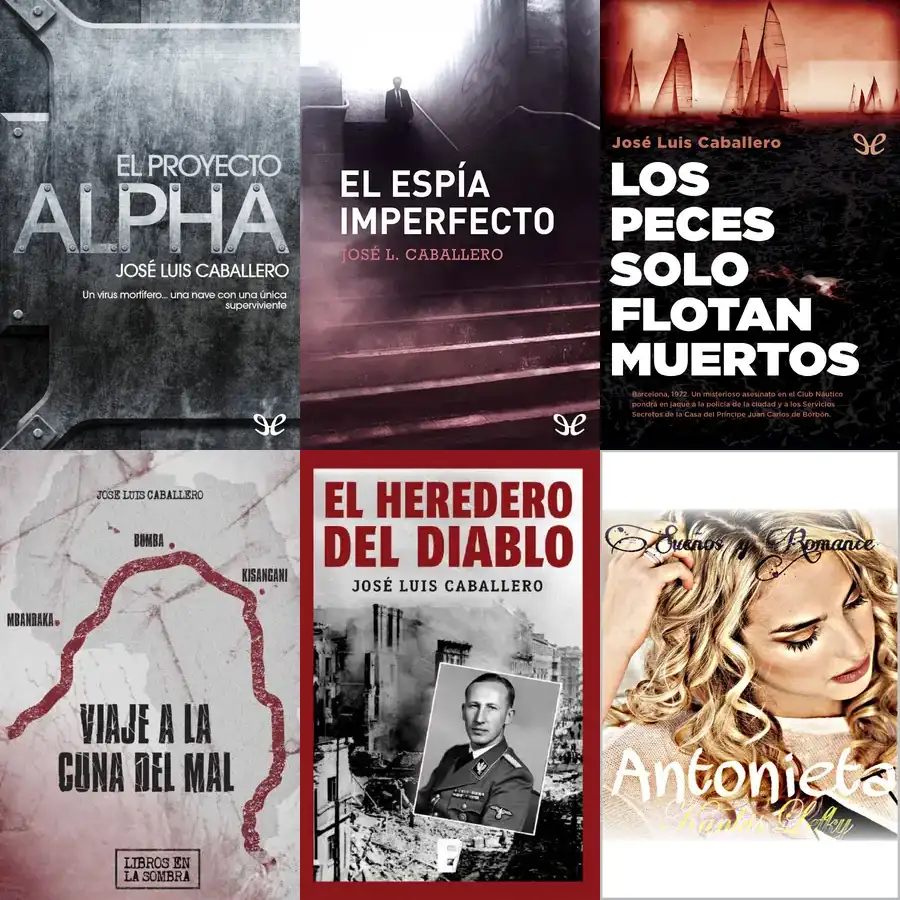 EL PROYECTO
ALPHA
JOSÉ LUIS CABALLERO
Un virus mortífero... una nave con una única
superviviente
EL ESPÍA
IMPERFECTO
JOSÉ L. CABALLERO
José Luis Caballero
LOS
PECES
SOLO
FLOTAN
MUERTOS
Barcelona, 1972. Un misterioso asesinato en el Club Náutico
pondrá en jaque a la policía de la ciudad y a los Servicios
Secretos de la Casa del Príncipe Juan Carlos de Borbón.
JOSE LUIS CABALLERO
BUMBA
KISANGANI
MBANDAKA
VIAJE A LA
CUNA DEL MAL
LIBROS EN
LA SOMBRA
EL HEREDERO
DEL DIABLO
JOSÉ LUIS CABALLERO
B
Sueños y Romance
Antonieta